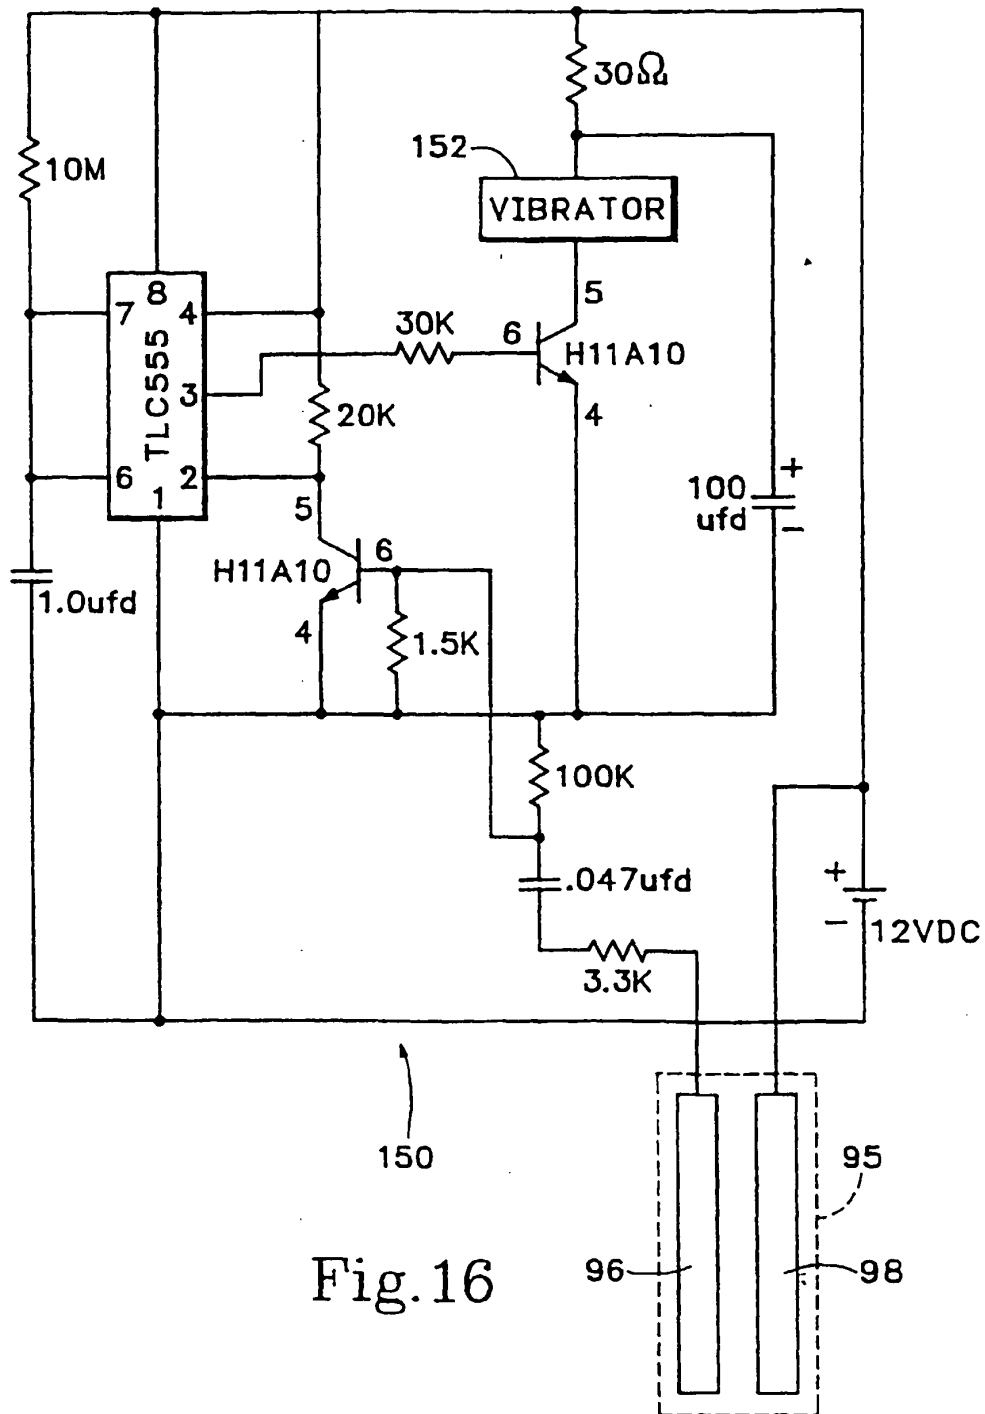 30Ω
152
10M
VIBRATOR
8
5
7
4
30K
6
H11A10
TLC555
3
20K
4
6
2
1
5
+
100
ufd
−
H11A10
6
1.0ufd
4
1.5K
100K
.047ufd
+
−
12VDC
3.3K
150
95
96
98
Fig.16